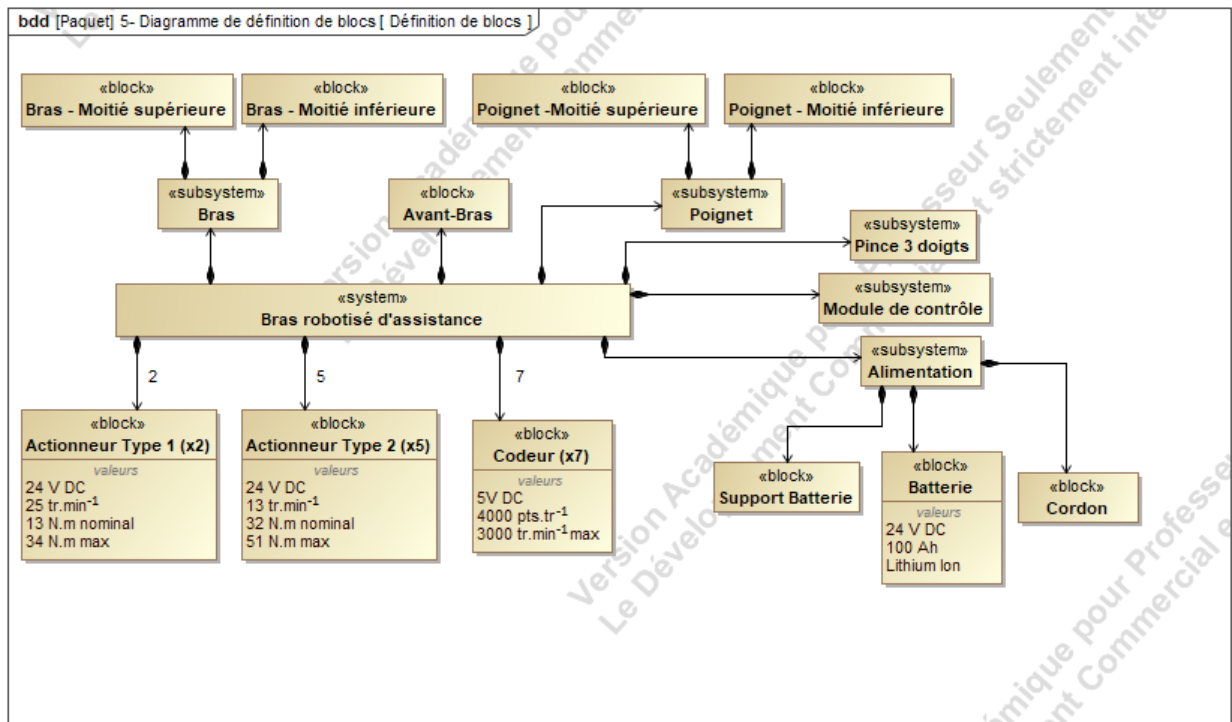 bdd [Paquet] 5- Diagramme de définition de blocs [ Définition de blocs ]
«block»
Bras - Moitié supérieure
«block»
Bras - Moitié inférieure
«block»
Poignet -Moitié supérieure
«block»
Poignet - Moitié inférieure
«subsystem»
Bras
«block»
Avant-Bras
«subsystem»
Poignet
«subsystem»
Pince 3 doigts
«system»
Bras robotisé d'assistance
«subsystem»
Module de contrôle
«subsystem»
Alimentation
2
5
7
«block»
Actionneur Type 1 (x2)
valeurs
24 V DC
25 tr.min⁻¹
13 N.m nominal
34 N.m max
«block»
Actionneur Type 2 (x5)
valeurs
24 V DC
13 tr.min⁻¹
32 N.m nominal
51 N.m max
«block»
Codeur (x7)
valeurs
5V DC
4000 pts.tr⁻¹
3000 tr.min⁻¹ max
«block»
Support Batterie
«block»
Batterie
valeurs
24 V DC
100 Ah
Lithium Ion
«block»
Cordon